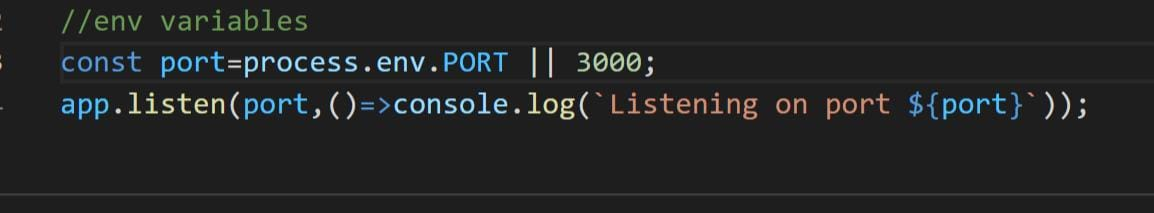 //env variables
const port=process.env.PORT || 3000;
app.listen(port,()=>console.log(`Listening on port ${port}`));